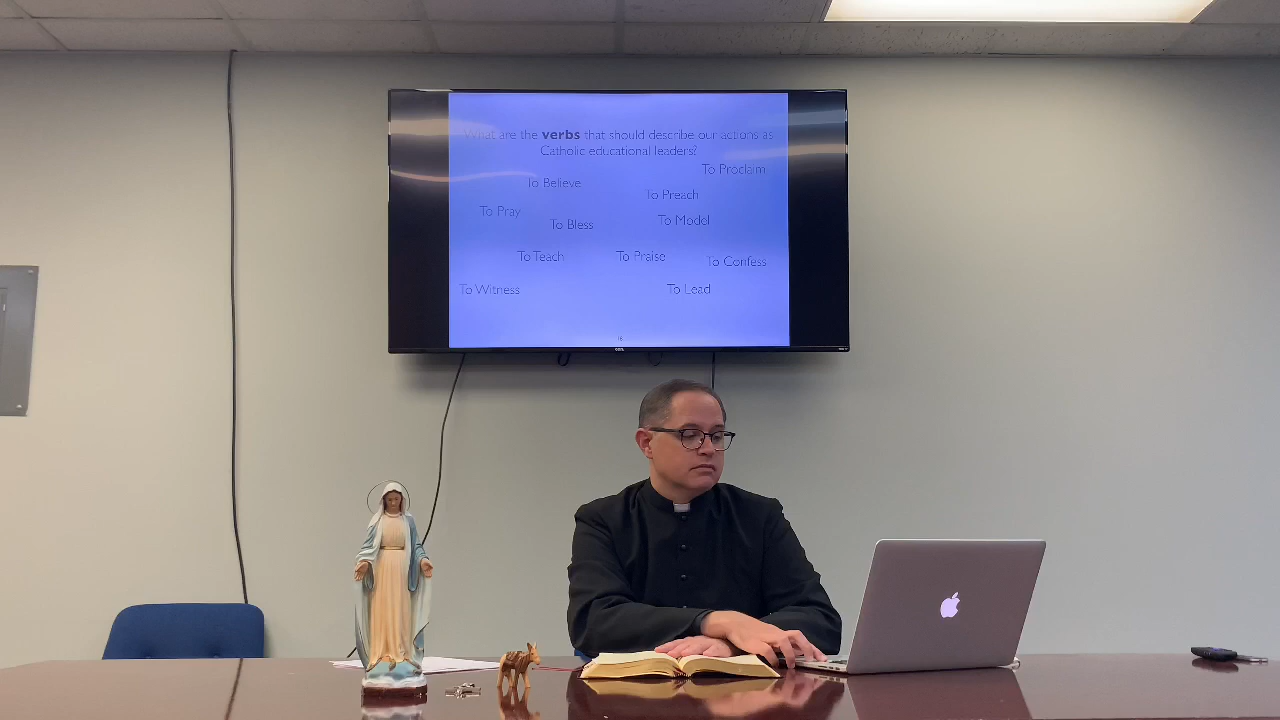 What are the verbs that should describe our actions as
Catholic educational leaders?
To Proclaim
To Believe
To Preach
To Pray
To Model
To Bless
To Teach
To Praise
To Confess
To Witness
To Lead